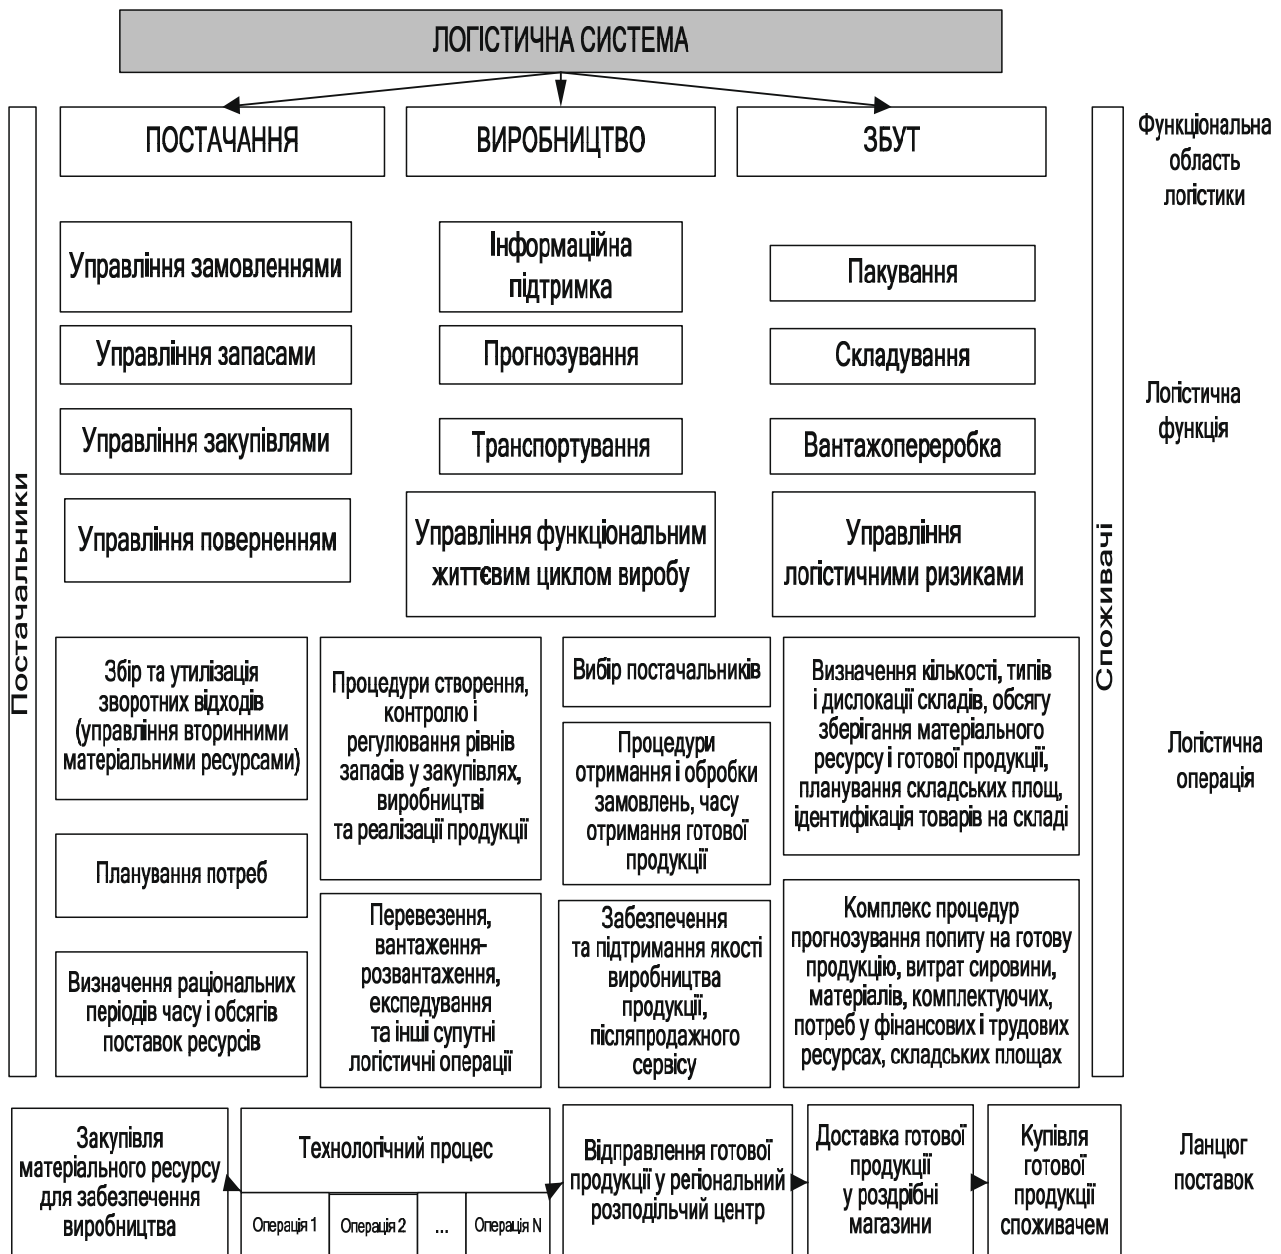 ЛОГІСТИЧНА СИСТЕМА
ПОСТАЧАННЯ
ВИРОБНИЦТВО
ЗБУТ
Функціональна
область
логістики
Постачальники
Споживачі
Управління замовленнями
Інформаційна
підтримка
Пакування
Управління запасами
Прогнозування
Складування
Логістична
функція
Управління закупівлями
Транспортування
Вантажопереробка
Управління поверненням
Управління функціональним
життєвим циклом виробу
Управління
логістичними ризиками
Збір та утилізація
зворотних відходів
(управління вторинними
матеріальними ресурсами)
Планування потреб
Визначення раціональних
періодів часу і обсягів
поставок ресурсів
Процедури створення,
контролю і
регулювання рівнів
запасів у закупівлях,
виробництві
та реалізації продукції
Перевезення,
вантаження-
розвантаження,
експедування
та інші супутні
логістичні операції
Вибір постачальників
Процедури
отримання і обробки
замовлень, часу
отримання готової
продукції
Забезпечення
та підтримання якості
виробництва
продукції,
післяпродажного
сервісу
Визначення кількості, типів
і дислокації складів, обсягу
зберігання матеріального
ресурсу і готової продукції,
планування складських площ,
ідентифікація товарів на складі
Комплекс процедур
прогнозування попиту на готову
продукцію, витрат сировини,
матеріалів, комплектуючих,
потреб у фінансових і трудових
ресурсах, складських площах
Логістична
операція
Закупівля
матеріального ресурсу
для забезпечення
виробництва
Технологічний процес
Операція 1
Операція 2
...
Операція N
Відправлення готової
продукції у регіональний
розподільчий центр
Доставка готової
продукції
у роздрібні
магазини
Купівля
готової
продукції
споживачем
Ланцюг
поставок